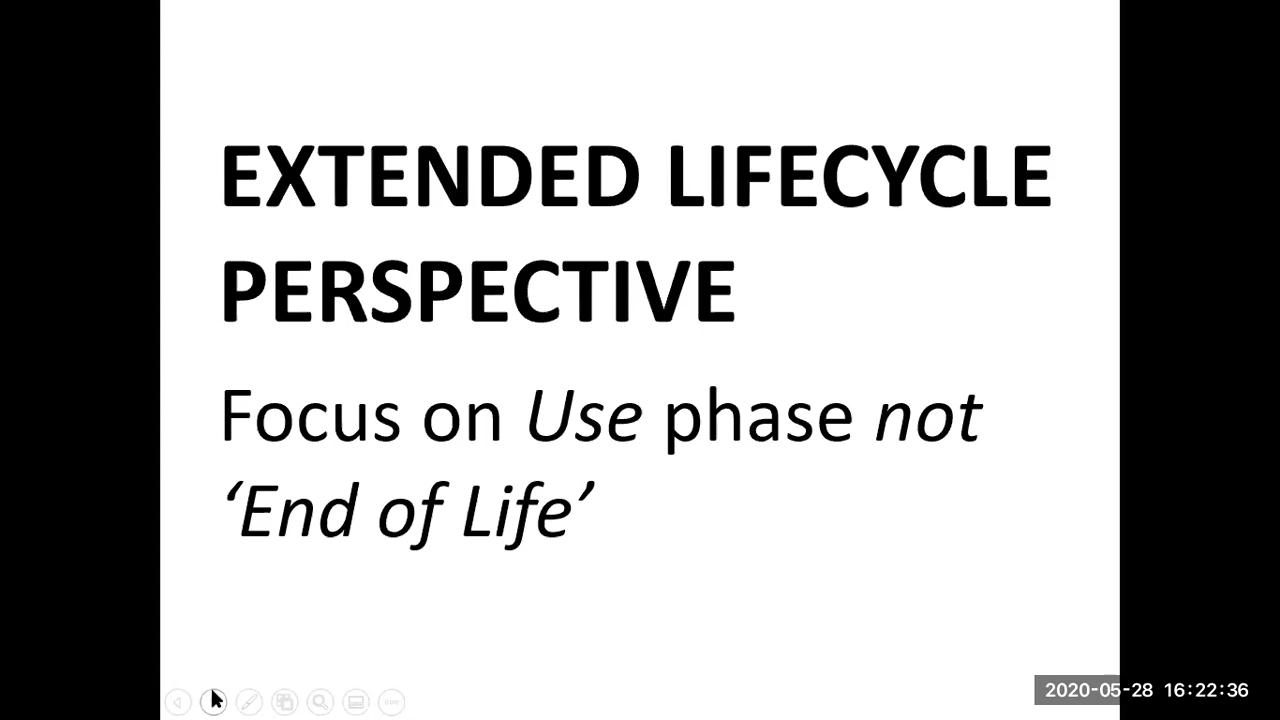 EXTENDED LIFECYCLE
PERSPECTIVE
Focus on Use phase not
‘End of Life’
2020-05-28 16:22:36